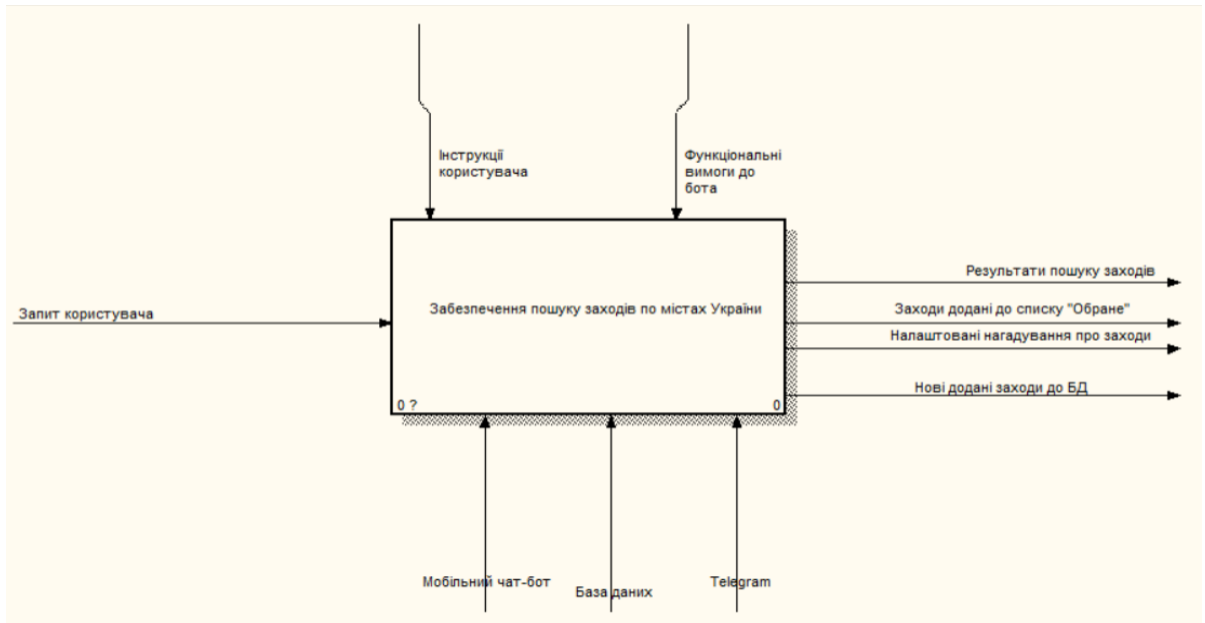 Інструкції
користувача
Функціональні
вимоги до
бота
Результати пошуку заходів
Запит користувача
Забезпечення пошуку заходів по містах України
Заходи додані до списку "Обране"
Налаштовані нагадування про заходи
Нові додані заходи до БД
0 ?
0
Мобільний чат-бот
База даних
Telegram